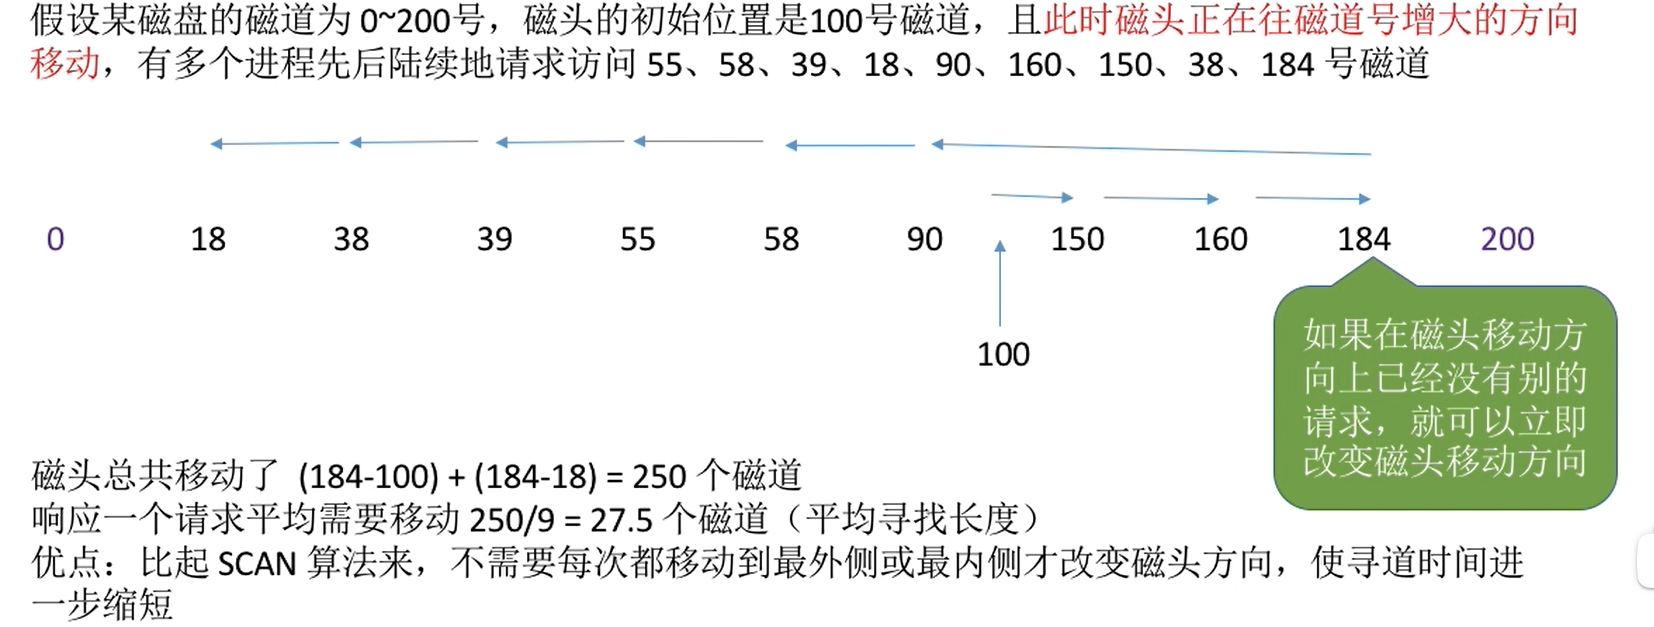 假设某磁盘的磁道为 0~200号，磁头的初始位置是100号磁道，且此时磁头正在往磁道号增大的方向
移动，有多个进程先后陆续地请求访问 55、58、39、18、90、160、150、38、184 号磁道
0 18 38 39 55 58 90 150 160 184 200
100
如果在磁头移动方
向上已经没有别的
请求，就可以立即
改变磁头移动方向
磁头总共移动了 (184-100) + (184-18) = 250 个磁道
响应一个请求平均需要移动 250/9 = 27.5 个磁道（平均寻找长度）
优点：比起 SCAN 算法来，不需要每次都移动到最外侧或最内侧才改变磁头方向，使寻道时间进
一步缩短